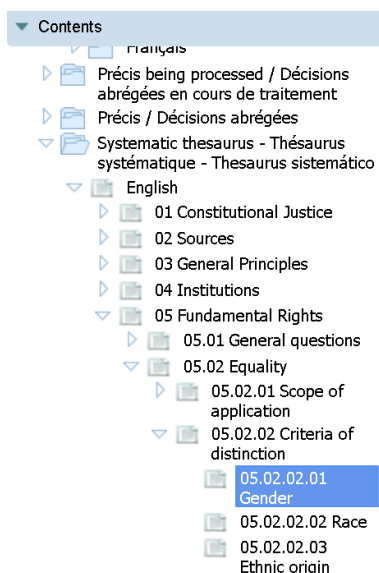 Contents
Français
Précis being processed / Décisions
abrégées en cours de traitement
Précis / Décisions abrégées
Systematic thesaurus - Thésaurus
systématique - Thesaurus sistemático
English
01 Constitutional Justice
02 Sources
03 General Principles
04 Institutions
05 Fundamental Rights
05.01 General questions
05.02 Equality
05.02.01 Scope of
application
05.02.02 Criteria of
distinction
05.02.02.01
Gender
05.02.02.02 Race
05.02.02.03
Ethnic origin